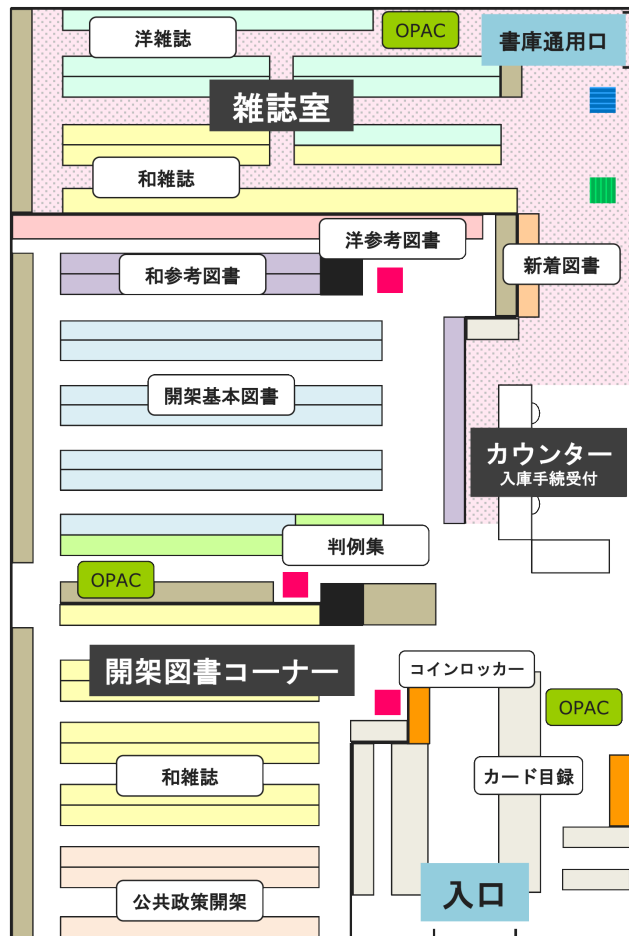 洋雑誌
OPAC
書庫通用口
雑誌室
和雑誌
洋参考図書
和参考図書
新着図書
開架基本図書
カウンター
入庫手続受付
判例集
OPAC
開架図書コーナー
コインロッカー
OPAC
和雑誌
カード目録
公共政策開架
入口